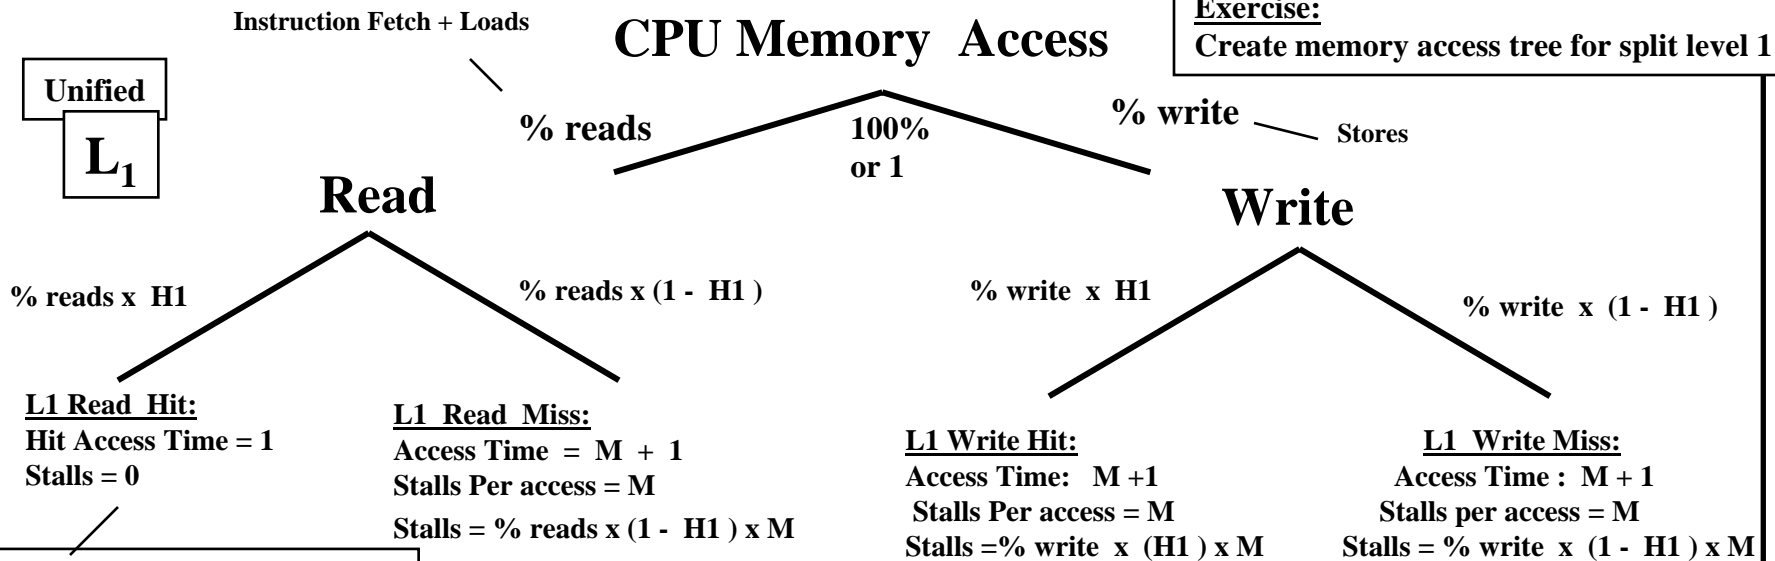 Instruction Fetch + Loads
CPU Memory  Access
Exercise:
Create memory access tree for split level 1
Unified
L1
% reads
100%
or 1
% write
Stores
Read
Write
% reads x  H1
% reads x (1 -  H1 )
% write  x  H1
% write  x  (1 -  H1 )
L1 Read  Hit:
Hit Access Time = 1
Stalls = 0
L1  Read  Miss:
Access Time  =  M  +  1
Stalls Per access = M
Stalls = % reads x (1 -  H1 ) x M
L1 Write Hit:
Access Time:   M +1
Stalls Per access = M
Stalls =% write  x  (H1 ) x M
L1  Write Miss:
Access Time :  M + 1
Stalls per access = M
Stalls = % write  x  (1 -  H1 ) x M